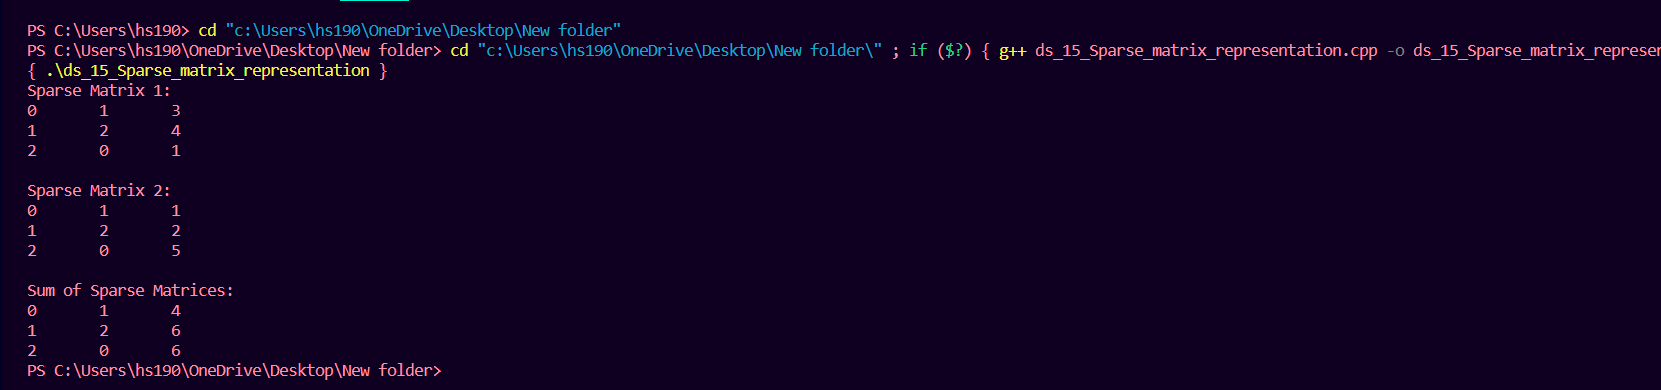 PS C:\Users\hs190> cd "c:\Users\hs190\OneDrive\Desktop\New folder"
PS C:\Users\hs190\OneDrive\Desktop\New folder> cd "c:\Users\hs190\OneDrive\Desktop\New folder\" ; if ($?) { g++ ds_15_Sparse_matrix_representation.cpp -o ds_15_Sparse_matrix_represen
{ .\ds_15_Sparse_matrix_representation }
Sparse Matrix 1:
0 1 3
1 2 4
2 0 1
Sparse Matrix 2:
0 1 1
1 2 2
2 0 5
Sum of Sparse Matrices:
0 1 4
1 2 6
2 0 6
PS C:\Users\hs190\OneDrive\Desktop\New folder>